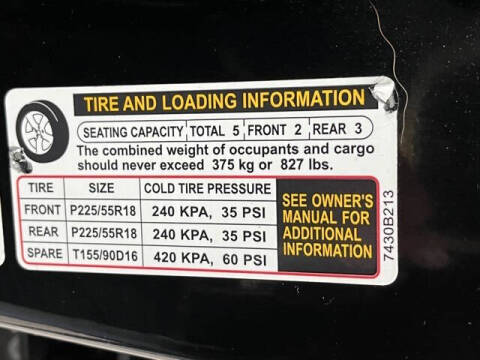 TIRE AND LOADING INFORMATION
SEATING CAPACITY TOTAL 5 FRONT 2 REAR 3
The combined weight of occupants and cargo
should never exceed 375 kg or 827 lbs.
TIRE SIZE COLD TIRE PRESSURE
FRONT P225/55R18 240 KPA, 35 PSI
REAR P225/55R18 240 KPA, 35 PSI
SPARE T155/90D16 420 KPA, 60 PSI
SEE OWNER'S
MANUAL FOR
ADDITIONAL
INFORMATION
7430B213